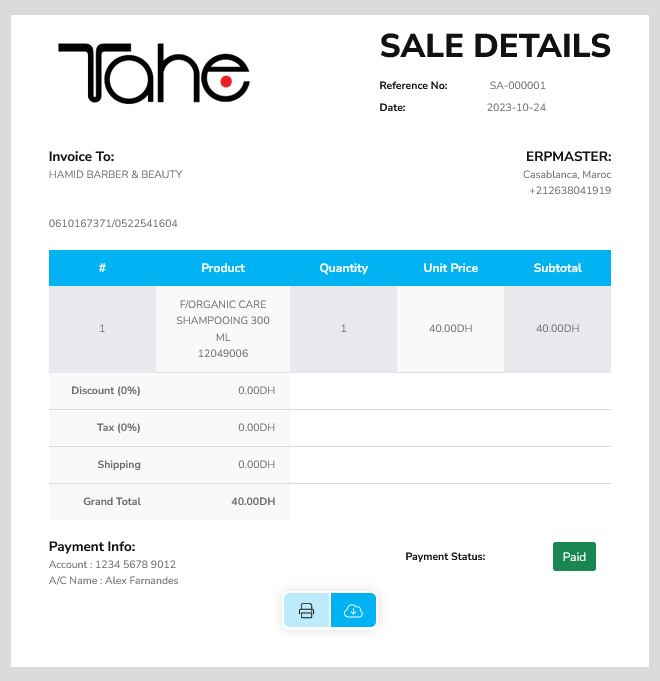 Tahe
SALE DETAILS
Reference No: SA-000001
Date: 2023-10-24
Invoice To:
HAMID BARBER & BEAUTY
0610167371/0522541604
ERPMASTER:
Casablanca, Maroc
+212638041919
# Product Quantity Unit Price Subtotal
1 F/ORGANIC CARE SHAMPOOING 300 ML 12049006 1 40.00DH 40.00DH
Discount (0%) 0.00DH
Tax (0%) 0.00DH
Shipping 0.00DH
Grand Total 40.00DH
Payment Info:
Account : 1234 5678 9012
A/C Name : Alex Farnandes
Payment Status: Paid